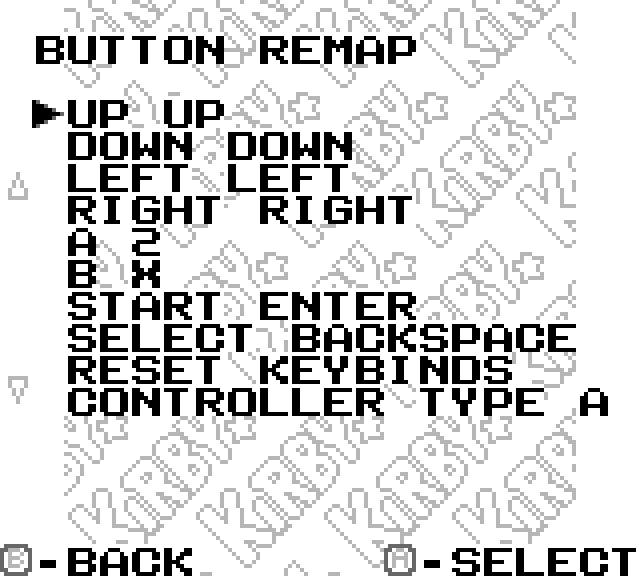 BUTTON REMAP
▶UP UP
DOWN DOWN
LEFT LEFT
RIGHT RIGHT
A Z
B X
START ENTER
SELECT BACKSPACE
RESET KEYBINDS
CONTROLLER TYPE A
B-BACK A-SELECT
KIRBY